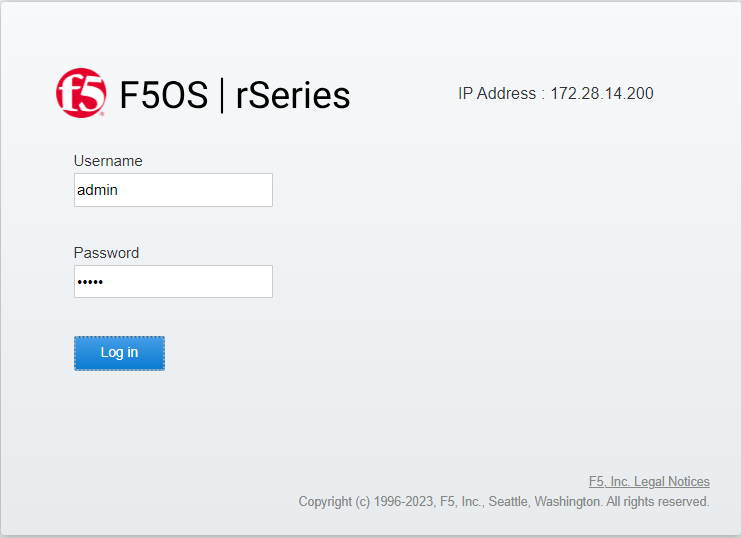 f5 F5OS | rSeries
IP Address : 172.28.14.200
Username
admin
Password
•••••
Log in
F5, Inc. Legal Notices
Copyright (c) 1996-2023, F5, Inc., Seattle, Washington. All rights reserved.